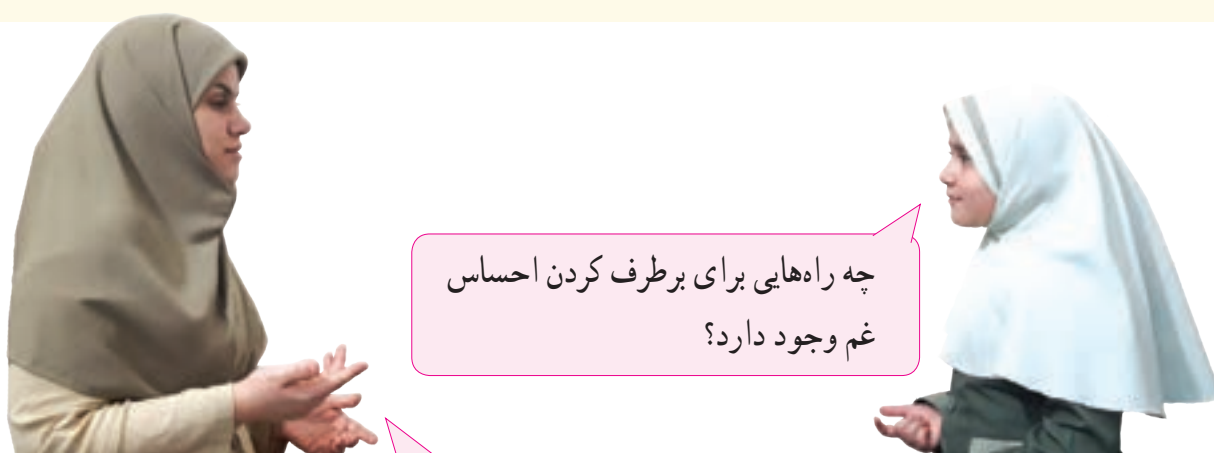 چه راه‌هایی برای برطرف کردن احساس
غم وجود دارد؟